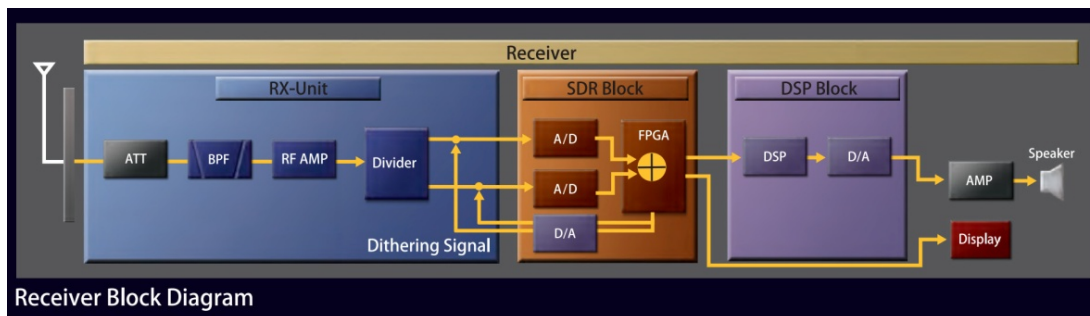 Receiver
RX-Unit
SDR Block
DSP Block
ATT
BPF
RF AMP
Divider
A/D
A/D
D/A
FPGA
DSP
D/A
AMP
Speaker
Display
Dithering Signal
Receiver Block Diagram